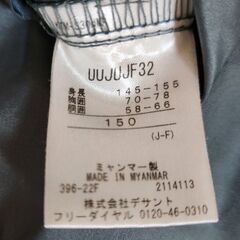 UUJUJF32
身長 145-155
胸囲 70-78
胴囲 58-66
150
(J-F)
ミャンマー製
MADE IN MYANMAR
396-22F 2114113
株式会社デサント
フリーダイヤル 0120-46-0310